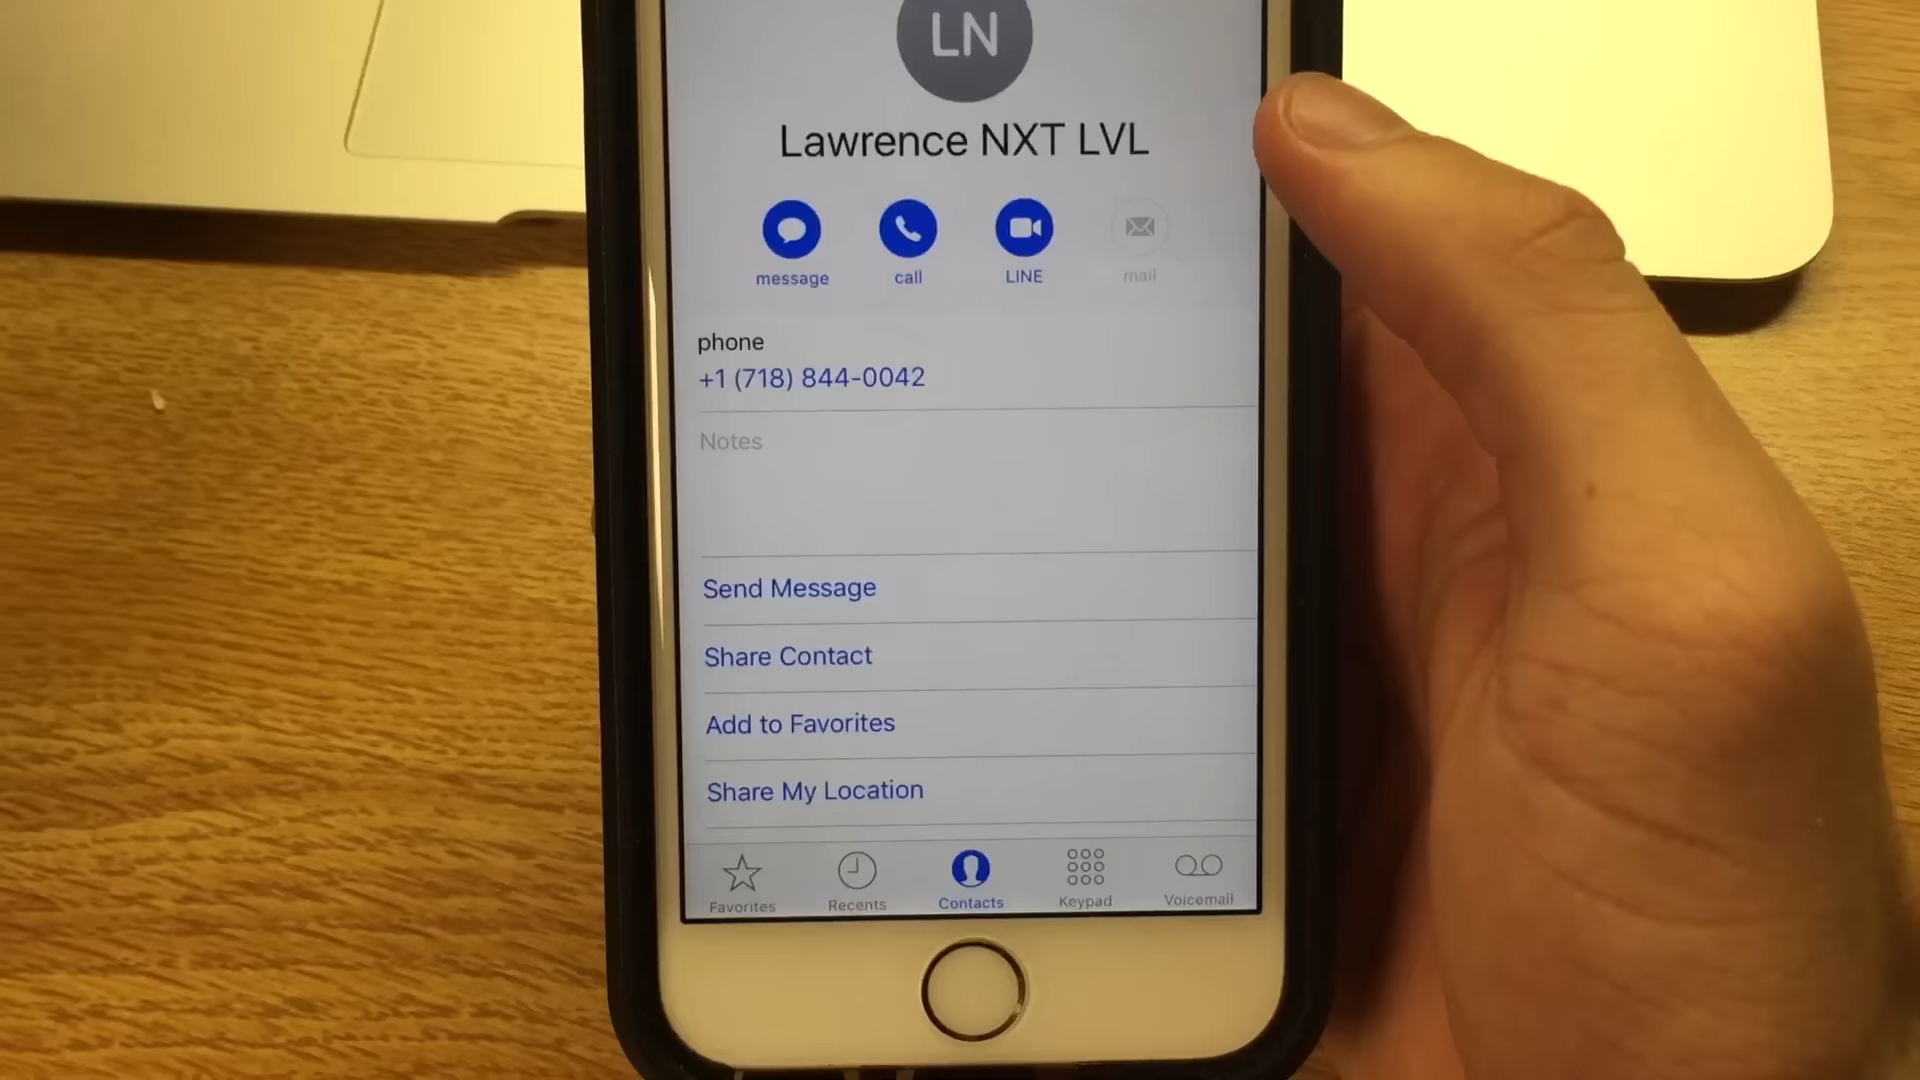 LN
Lawrence NXT LVL
message call LINE mail
phone
+1 (718) 844-0042
Notes
Send Message
Share Contact
Add to Favorites
Share My Location
Favorites Recents Contacts Keypad Voicemail